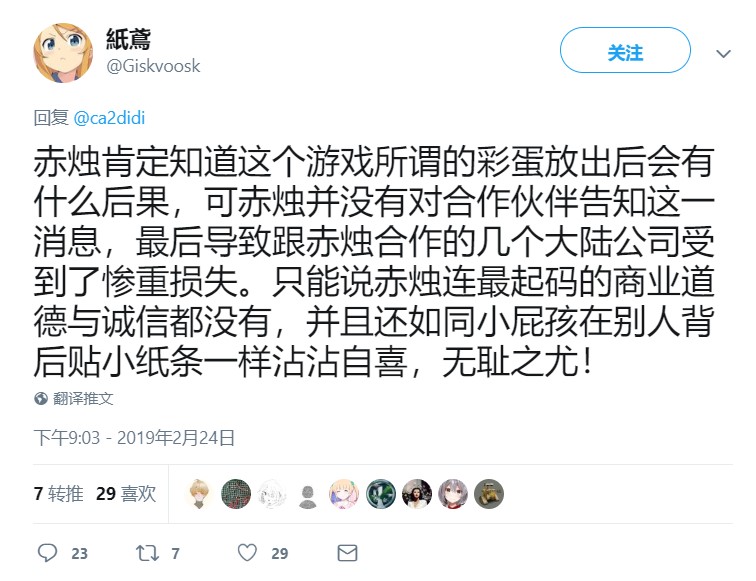 紙鳶
@Giskvoosk
关注
回复 @ca2didi
赤烛肯定知道这个游戏所谓的彩蛋放出后会有
什么后果，可赤烛并没有对合作伙伴告知这一
消息，最后导致跟赤烛合作的几个大陆公司受
到了惨重损失。只能说赤烛连最起码的商业道
德与诚信都没有，并且还如同小屁孩在别人背
后贴小纸条一样沾沾自喜，无耻之尤！
翻译推文
下午9:03 - 2019年2月24日
7 转推 29 喜欢
23 7 29